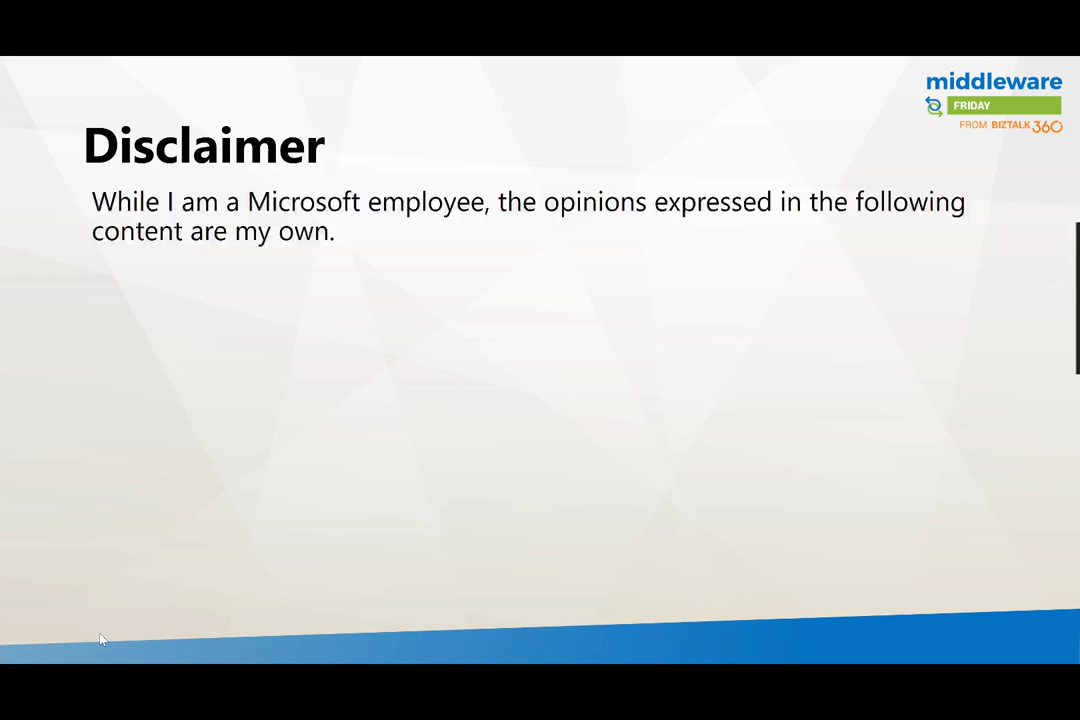 middleware
FRIDAY
FROM BIZTALK 360
Disclaimer
While I am a Microsoft employee, the opinions expressed in the following
content are my own.